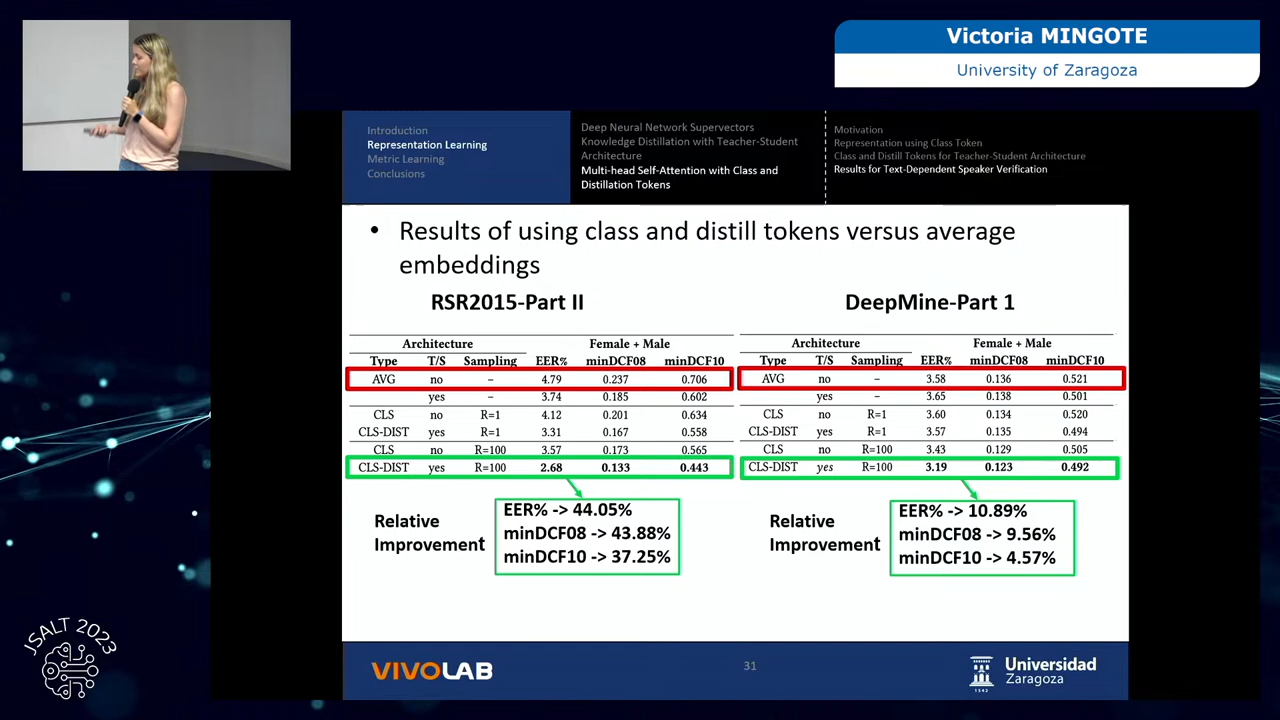 Victoria MINGOTE
University of Zaragoza
Introduction
Representation Learning
Metric Learning
Conclusions
Deep Neural Network Supervectors
Knowledge Distillation with Teacher-Student
Architecture
Multi-head Self-Attention with Class and
Distillation Tokens
Motivation
Representation using Class Token
Class and Distill Tokens for Teacher-Student Architecture
Results for Text-Dependent Speaker Verification
• Results of using class and distill tokens versus average
embeddings
RSR2015-Part II
Architecture Female + Male
Type T/S Sampling EER% minDCF08 minDCF10
AVG no – 4.79 0.237 0.706
yes – 3.74 0.185 0.602
CLS no R=1 4.12 0.201 0.634
CLS-DIST yes R=1 3.31 0.167 0.558
CLS no R=100 3.57 0.173 0.565
CLS-DIST yes R=100 2.68 0.133 0.443
Relative
Improvement
EER% -> 44.05%
minDCF08 -> 43.88%
minDCF10 -> 37.25%
DeepMine-Part 1
Architecture Female + Male
Type T/S Sampling EER% minDCF08 minDCF10
AVG no – 3.58 0.136 0.521
yes – 3.65 0.138 0.501
CLS no R=1 3.60 0.134 0.520
CLS-DIST yes R=1 3.57 0.135 0.494
CLS no R=100 3.43 0.129 0.505
CLS-DIST yes R=100 3.19 0.123 0.492
Relative
Improvement
EER% -> 10.89%
minDCF08 -> 9.56%
minDCF10 -> 4.57%
JSALT 2023
VIVOLAB
31
1542
Universidad
Zaragoza